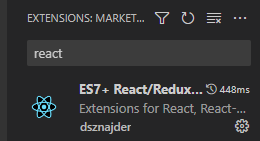 EXTENSIONS: MARKET...
react
ES7+ React/Redux... 448ms
Extensions for React, React-...
dsznajder